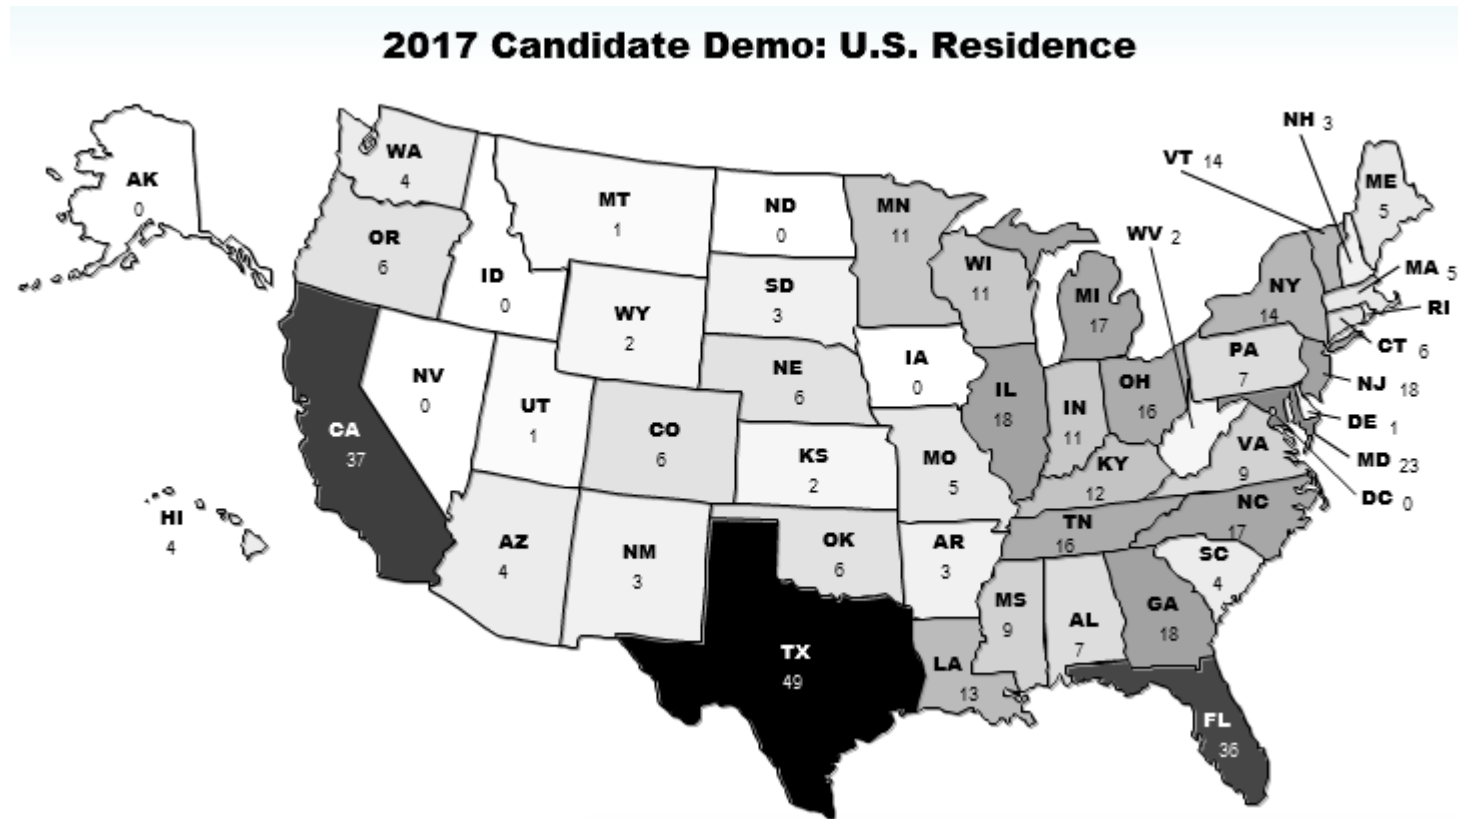 2017 Candidate Demo: U.S. Residence
NH 3
VT 14
WA
4
AK
0
ME
5
MT
1
ND
0
MN
11
OR
6
WV 2
ID
0
WI
11
MA 5
SD
3
NY
14
MI
17
RI
WY
2
CT 6
PA
7
IA
0
NE
6
NV
0
OH
16
NJ 18
IL
18
UT
1
IN
11
DE 1
CA
37
CO
6
VA
9
KS
2
MO
5
KY
12
MD 23
DC 0
NC
17
HI
4
TN
16
AZ
4
NM
3
OK
6
AR
3
SC
4
MS
9
GA
18
AL
7
TX
49
LA
13
FL
36